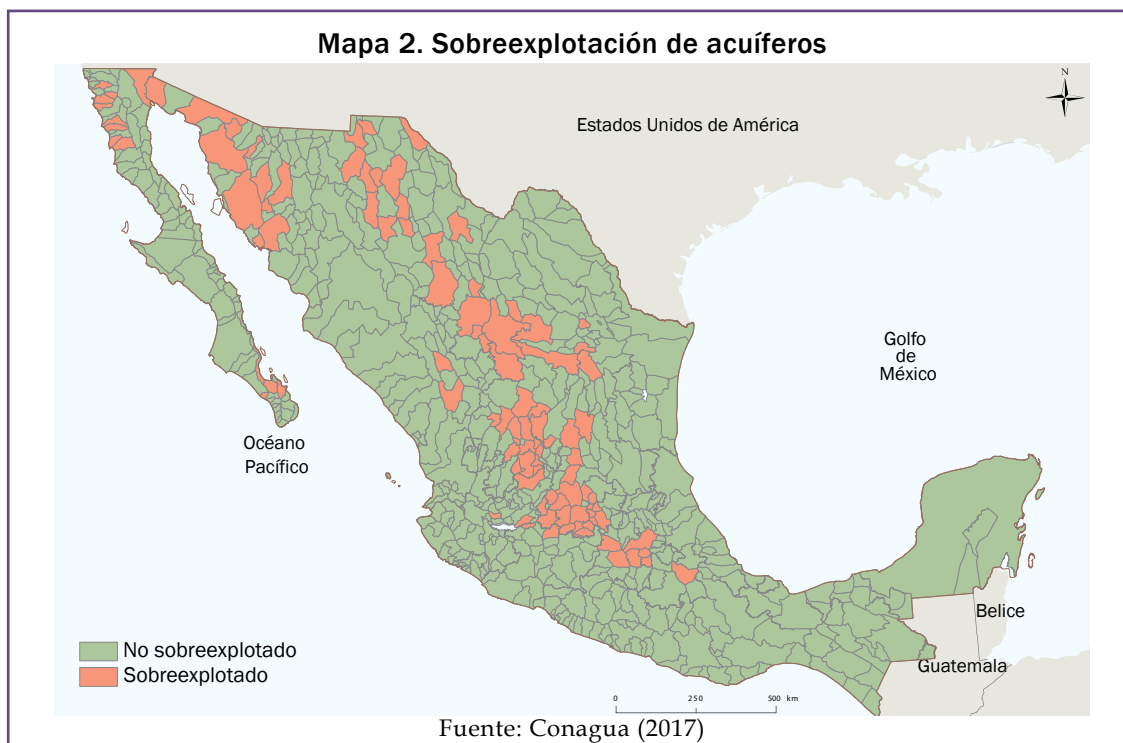 Mapa 2. Sobreexplotación de acuíferos
N
Estados Unidos de América
Golfo
de
México
Océano
Pacífico
Belice
Guatemala
No sobreexplotado
Sobreexplotado
0 250 500 km
Fuente: Conagua (2017)